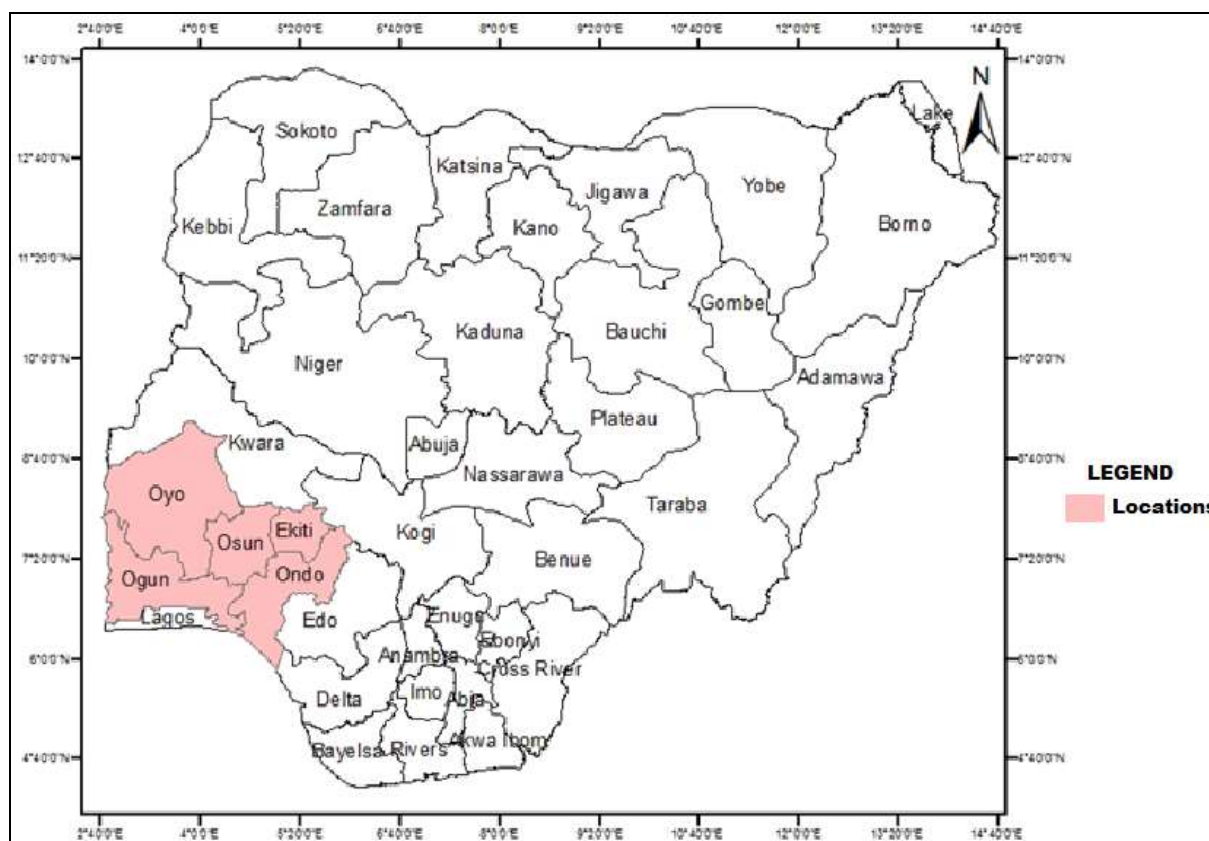 2°40'0"E 4°0'0"E 5°20'0"E 6°40'0"E 8°0'0"E 9°20'0"E 10°40'0"E 12°0'0"E 13°20'0"E 14°40'0"E
14°0'0"N 14°0'0"N
N
Lake
Sokoto
12°40'0"N 12°40'0"N
Katsina
Jigawa
Yobe
Zamfara
Kebbi
Kano
Borno
11°20'0"N 11°20'0"N
Gombe
Kaduna
Bauchi
10°0'0"N 10°0'0"N
Niger
Adamawa
Plateau
Kwara
Abuja
8°40'0"N 8°40'0"N
Nassarawa
LEGEND
Locations
Oyo
Taraba
Kogi
Ekiti
Osun
7°20'0"N 7°20'0"N
Benue
Ogun
Ondo
Lagos
Edo
Enugu
Ebonyi
6°0'0"N 6°0'0"N
Anambra
Cross River
Imo
Delta
Abia
Akwa Ibom
Bayelsa
Rivers
4°40'0"N 4°40'0"N
2°40'0"E 4°0'0"E 5°20'0"E 6°40'0"E 8°0'0"E 9°20'0"E 10°40'0"E 12°0'0"E 13°20'0"E 14°40'0"E